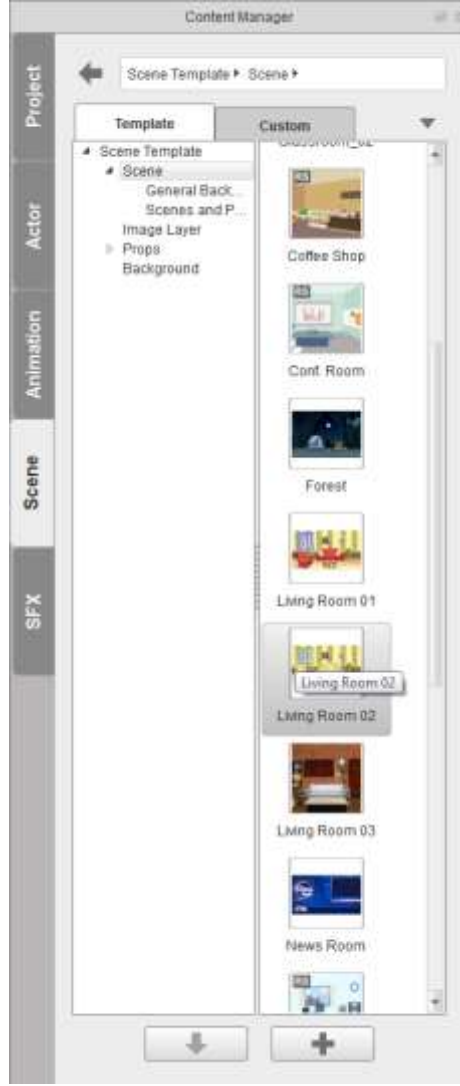 Content Manager
Project
Actor
Animation
Scene
SFX
Scene Template Scene
Template
Custom
Scene Template
Scene
General Back...
Scenes and P...
Image Layer
Props
Background
Classroom_02
Coffee Shop
Conf. Room
Forest
Living Room 01
Living Room 02
Living Room 02
Living Room 03
News Room